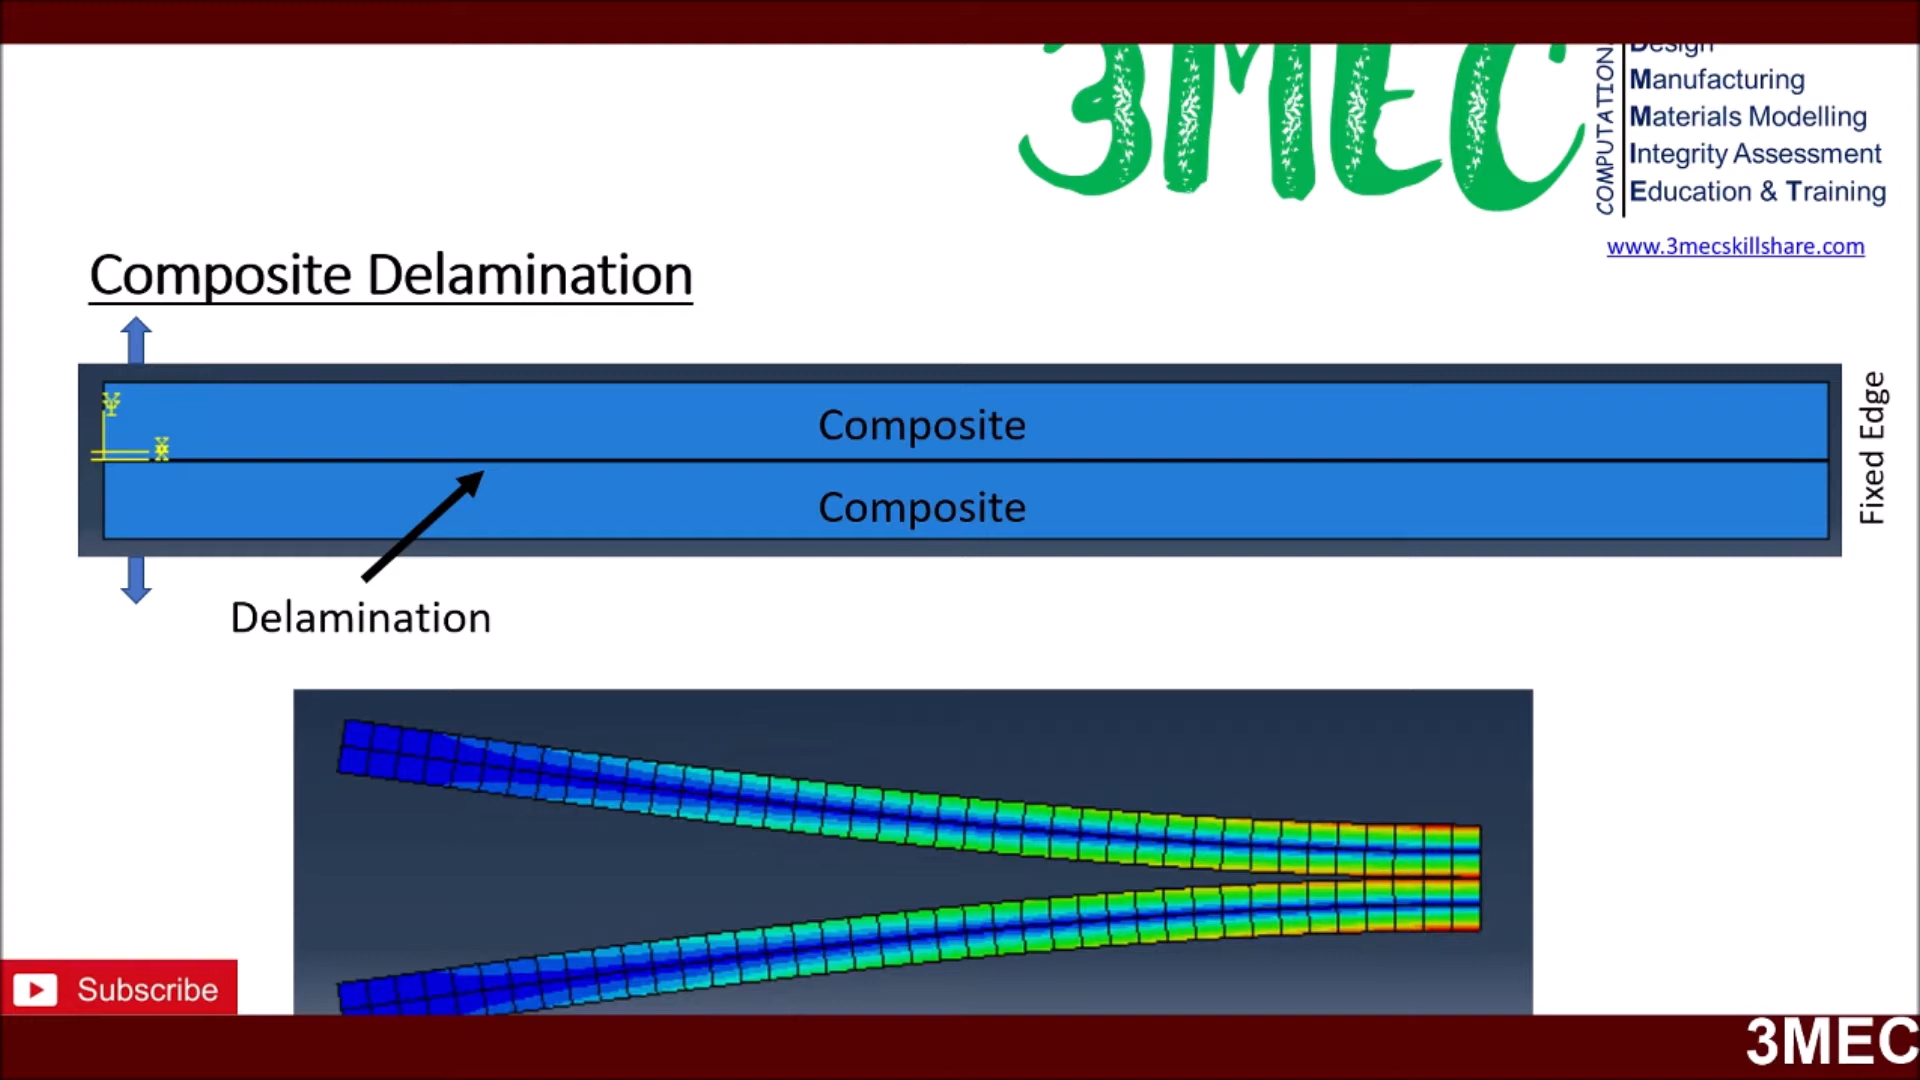 3MEC
COMPUTATION
Design
Manufacturing
Materials Modelling
Integrity Assessment
Education & Training
www.3mecskillshare.com
Composite Delamination
Y
X
Composite
Composite
Fixed Edge
Delamination
Subscribe
3MEC